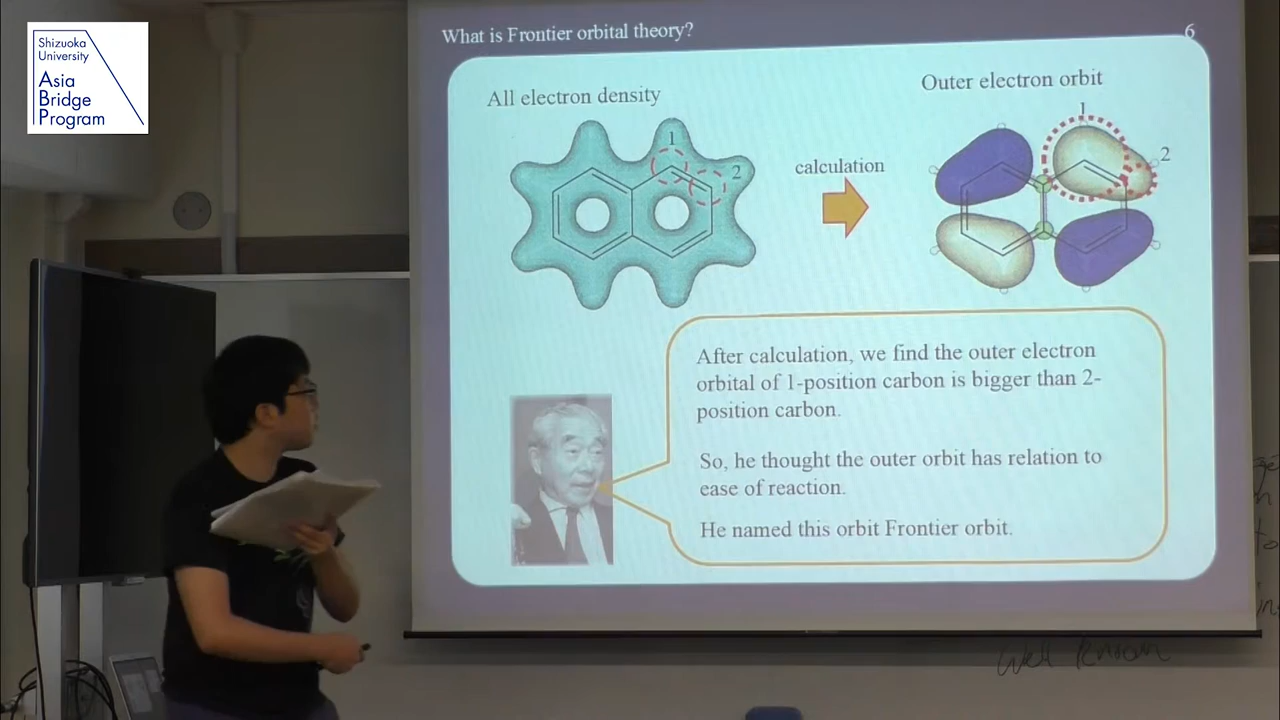 Shizuoka
University
Asia
Bridge
Program
What is Frontier orbital theory?
6
All electron density
Outer electron orbit
1
2
calculation
1
2
After calculation, we find the outer electron
orbital of 1-position carbon is bigger than 2-
position carbon.
So, he thought the outer orbit has relation to
ease of reaction.
He named this orbit Frontier orbit.
Well known